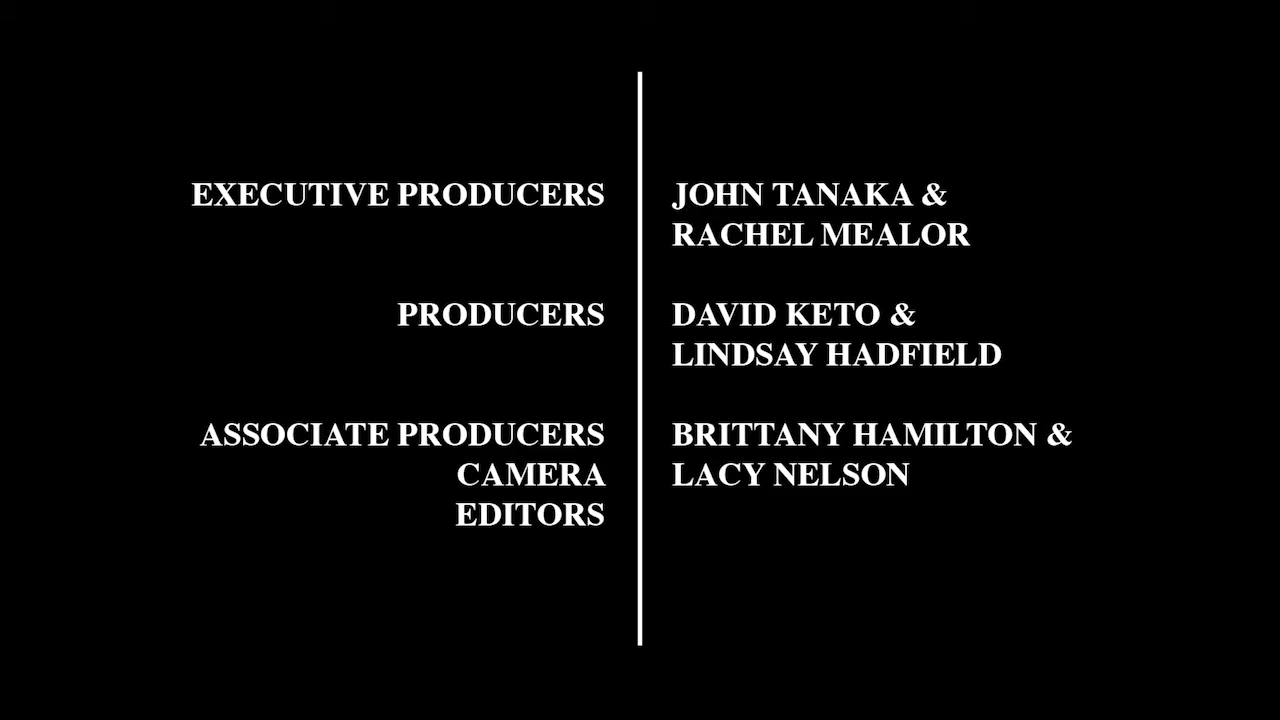 EXECUTIVE PRODUCERS
JOHN TANAKA &
RACHEL MEALOR
PRODUCERS
DAVID KETO &
LINDSAY HADFIELD
ASSOCIATE PRODUCERS
CAMERA
EDITORS
BRITTANY HAMILTON &
LACY NELSON